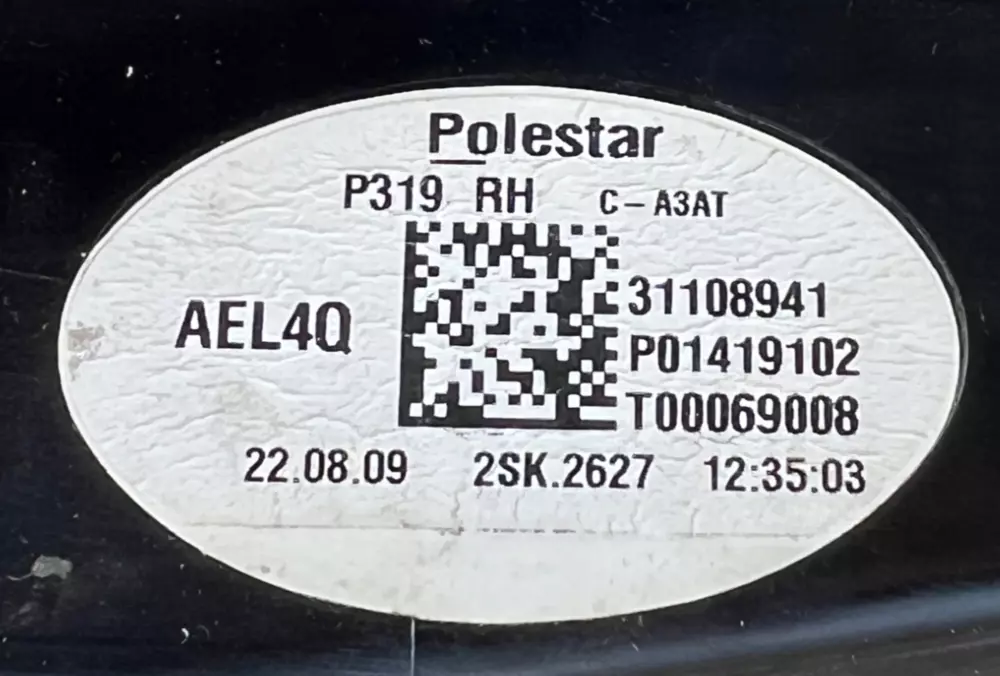 Polestar
P319 RH C-A3AT
31108941
AEL4Q P01419102
T00069008
22.08.09 2SK.2627 12:35:03